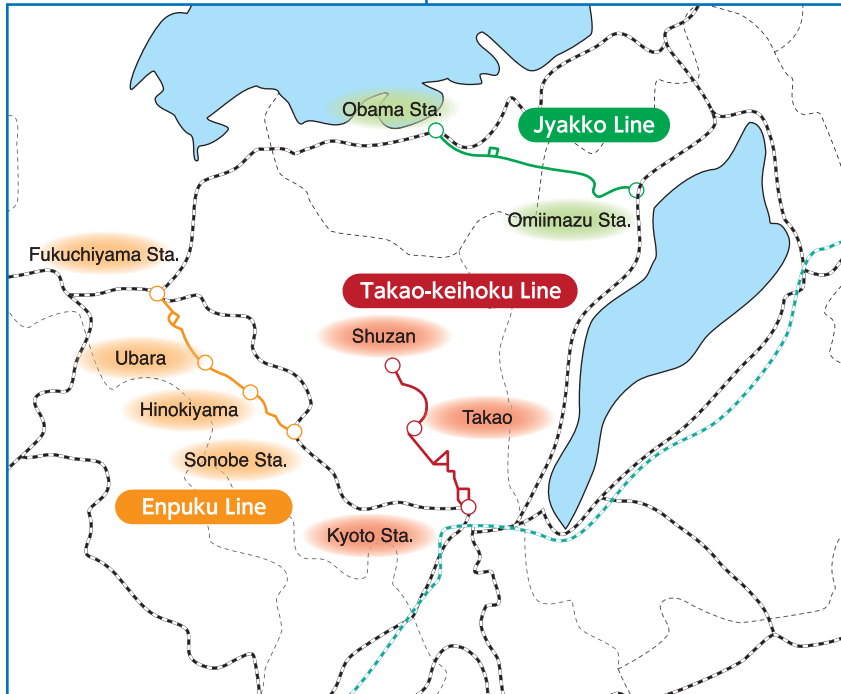 Obama Sta.
Jyakko Line
Omiimazu Sta.
Fukuchiyama Sta.
Takao-keihoku Line
Shuzan
Ubara
Hinokiyama
Takao
Sonobe Sta.
Enpuku Line
Kyoto Sta.